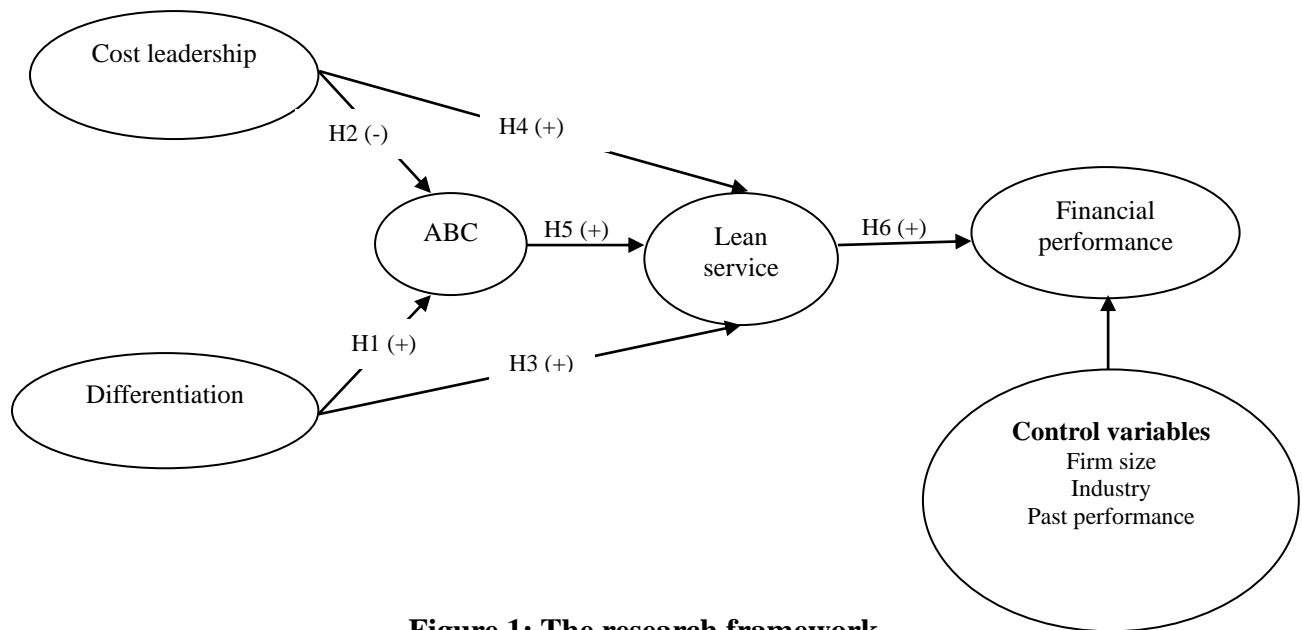 Cost leadership
H2 (-)
H4 (+)
ABC
H5 (+)
Lean
service
H6 (+)
Financial
performance
H1 (+)
H3 (+)
Differentiation
Control variables
Firm size
Industry
Past performance
Figure 1: The research framework